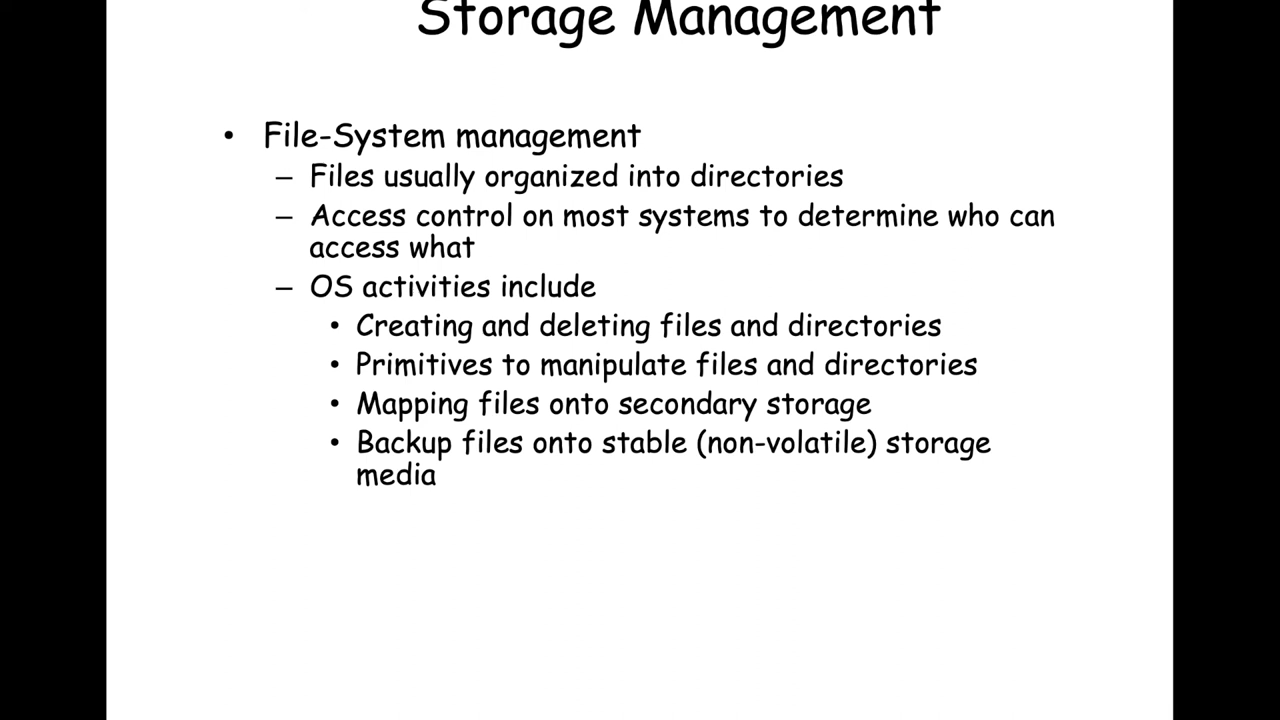 Storage Management
• File-System management
– Files usually organized into directories
– Access control on most systems to determine who can
access what
– OS activities include
• Creating and deleting files and directories
• Primitives to manipulate files and directories
• Mapping files onto secondary storage
• Backup files onto stable (non-volatile) storage
media